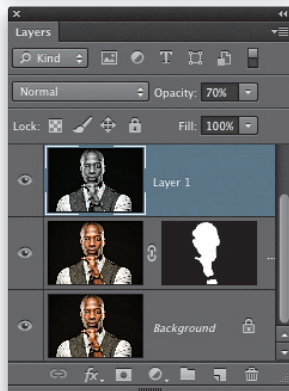 Layers
Kind
T
Normal Opacity: 70%
Lock: Fill: 100%
Layer 1
...
Background
fx.